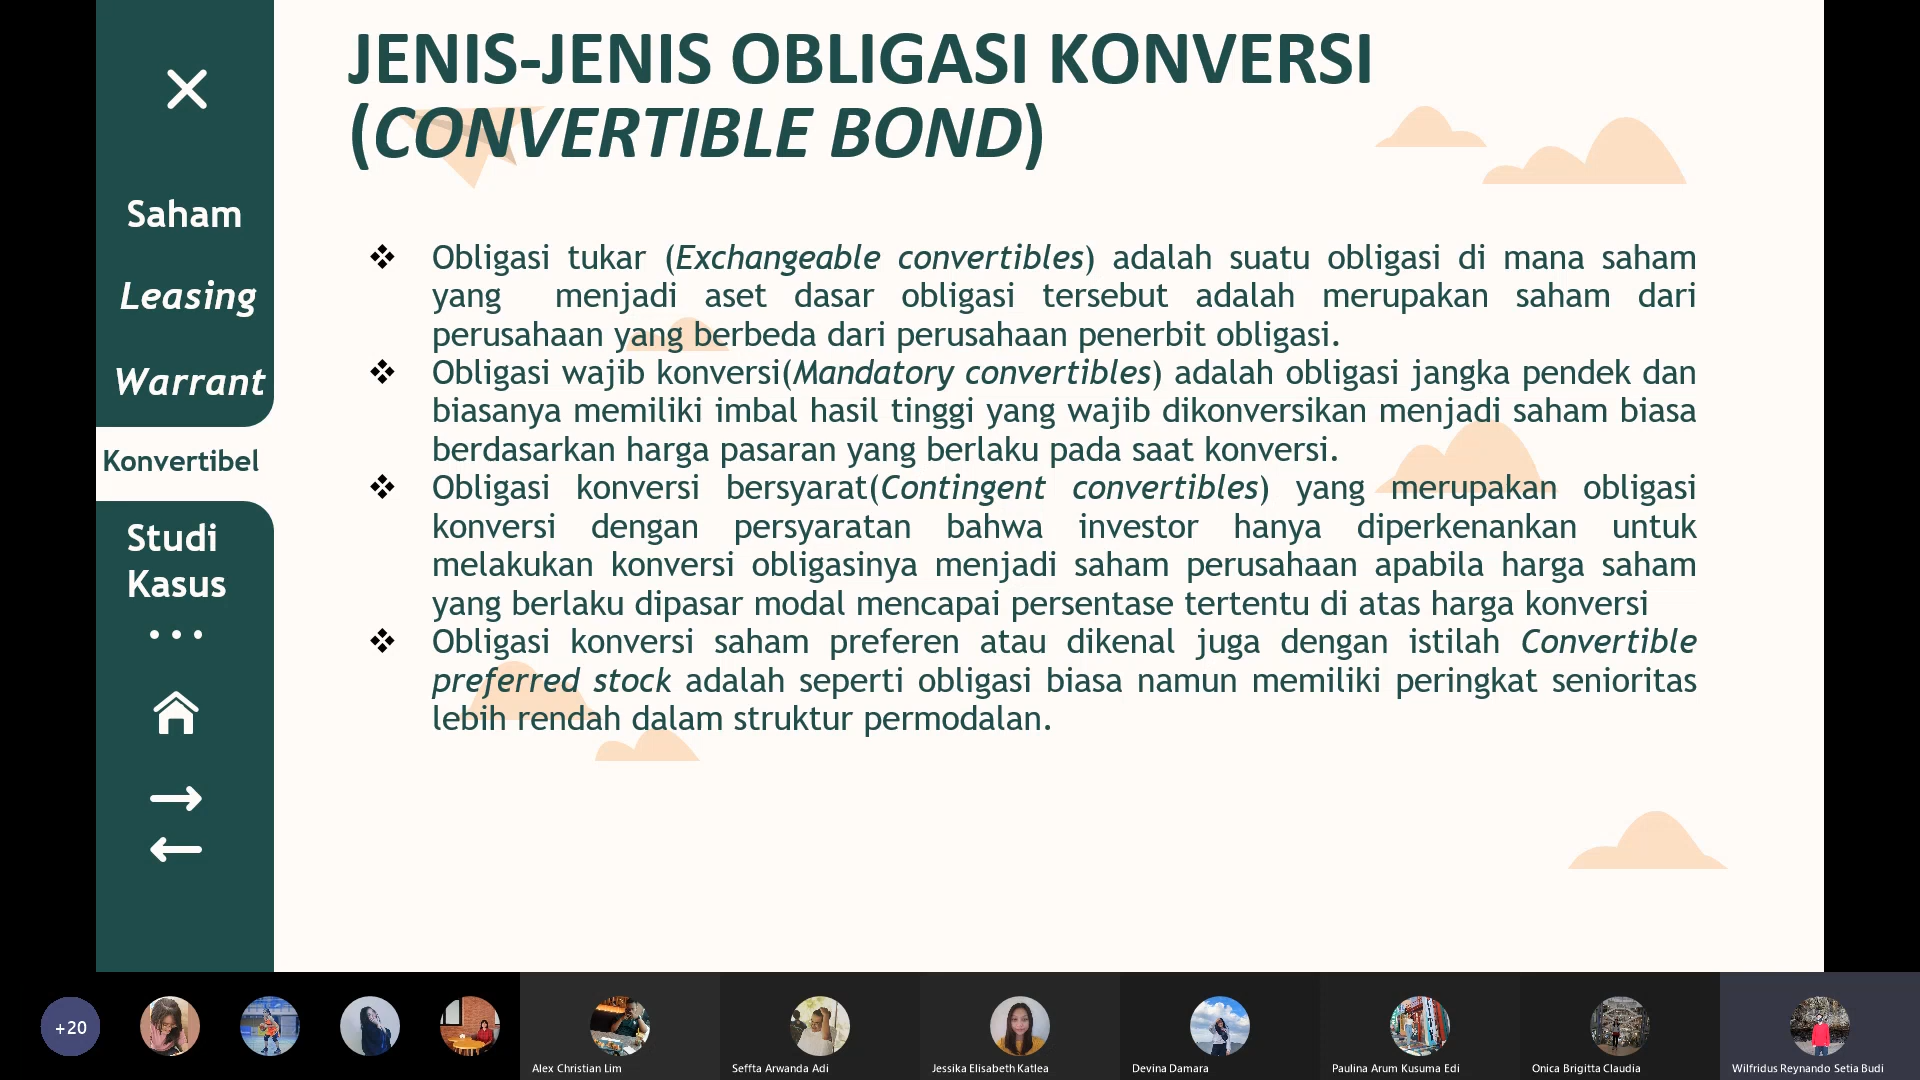 JENIS-JENIS OBLIGASI KONVERSI
(CONVERTIBLE BOND)
Saham
Leasing
Warrant
Konvertibel
Studi
Kasus
❖ Obligasi tukar (Exchangeable convertibles) adalah suatu obligasi di mana saham
yang menjadi aset dasar obligasi tersebut adalah merupakan saham dari
perusahaan yang berbeda dari perusahaan penerbit obligasi.
❖ Obligasi wajib konversi(Mandatory convertibles) adalah obligasi jangka pendek dan
biasanya memiliki imbal hasil tinggi yang wajib dikonversikan menjadi saham biasa
berdasarkan harga pasaran yang berlaku pada saat konversi.
❖ Obligasi konversi bersyarat(Contingent convertibles) yang merupakan obligasi
konversi dengan persyaratan bahwa investor hanya diperkenankan untuk
melakukan konversi obligasinya menjadi saham perusahaan apabila harga saham
yang berlaku dipasar modal mencapai persentase tertentu di atas harga konversi
❖ Obligasi konversi saham preferen atau dikenal juga dengan istilah Convertible
preferred stock adalah seperti obligasi biasa namun memiliki peringkat senioritas
lebih rendah dalam struktur permodalan.
+20
Alex Christian Lim
Seffta Arwanda Adi
Jessika Elisabeth Katlea
Devina Damara
Paulina Arum Kusuma Edi
Onica Brigitta Claudia
Wilfridus Reynando Setia Budi